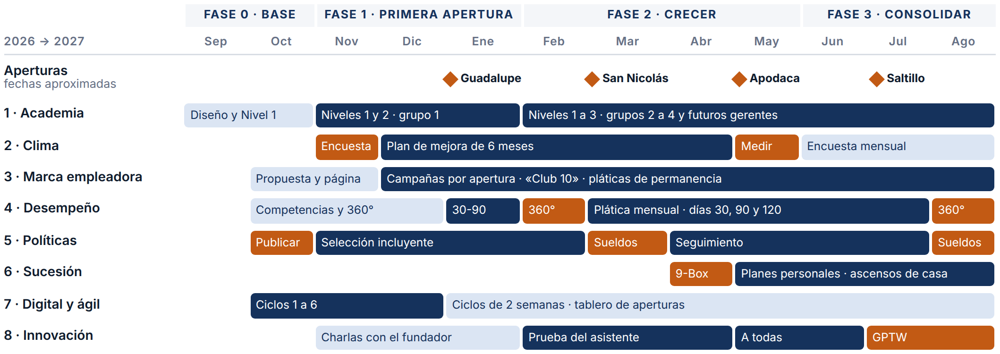 FASE 0 · BASE
FASE 1 · PRIMERA APERTURA
FASE 2 · CRECER
FASE 3 · CONSOLIDAR
2026 → 2027
Sep
Oct
Nov
Dic
Ene
Feb
Mar
Abr
May
Jun
Jul
Ago
Aperturas
fechas aproximadas
Guadalupe
San Nicolás
Apodaca
Saltillo
1 · Academia
Diseño y Nivel 1
Niveles 1 y 2 · grupo 1
Niveles 1 a 3 · grupos 2 a 4 y futuros gerentes
2 · Clima
Encuesta
Plan de mejora de 6 meses
Medir
Encuesta mensual
3 · Marca empleadora
Propuesta y página
Campañas por apertura · «Club 10» · pláticas de permanencia
4 · Desempeño
Competencias y 360°
30-90
360°
Plática mensual · días 30, 90 y 120
360°
5 · Políticas
Publicar
Selección incluyente
Sueldos
Seguimiento
Sueldos
6 · Sucesión
9-Box
Planes personales · ascensos de casa
7 · Digital y ágil
Ciclos 1 a 6
Ciclos de 2 semanas · tablero de aperturas
8 · Innovación
Charlas con el fundador
Prueba del asistente
A todas
GPTW